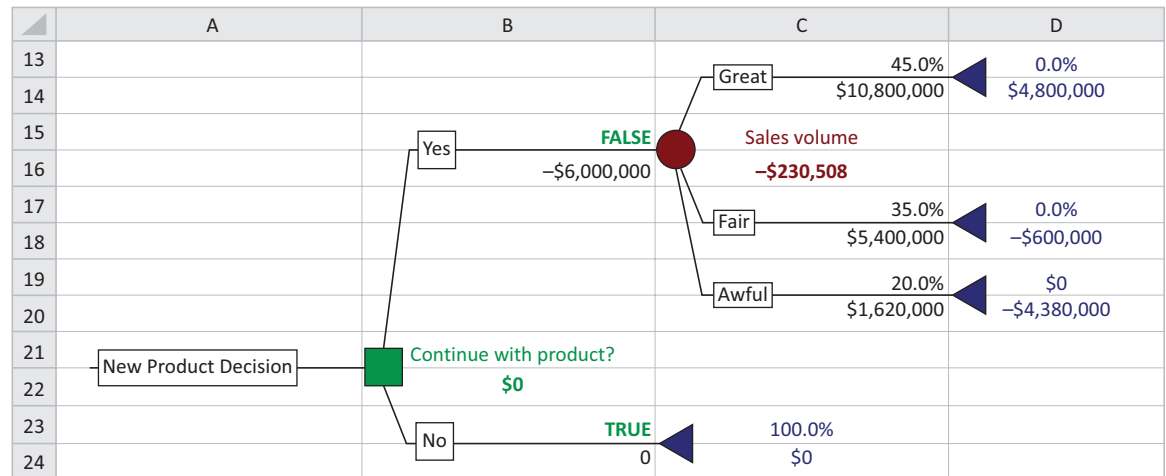 A B C D
13 45.0% 0.0%
Great
14 $10,800,000 $4,800,000
15 FALSE Sales volume
Yes
16 –$6,000,000 –$230,508
17 35.0% 0.0%
Fair
18 $5,400,000 –$600,000
19 20.0% $0
Awful
20 $1,620,000 –$4,380,000
21 Continue with product?
New Product Decision
22 $0
23 TRUE 100.0%
No
24 0 $0